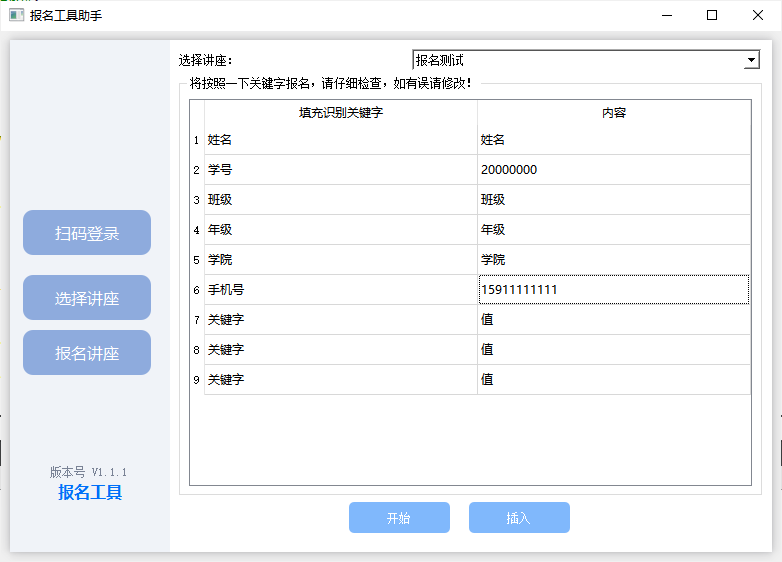 报名工具助手
扫码登录
选择讲座
报名讲座
版本号 V1.1.1
报名工具
选择讲座：
报名测试
将按照一下关键字报名，请仔细检查，如有误请修改！
填充识别关键字 内容
1 姓名 姓名
2 学号 20000000
3 班级 班级
4 年级 年级
5 学院 学院
6 手机号 15911111111
7 关键字 值
8 关键字 值
9 关键字 值
开始 插入